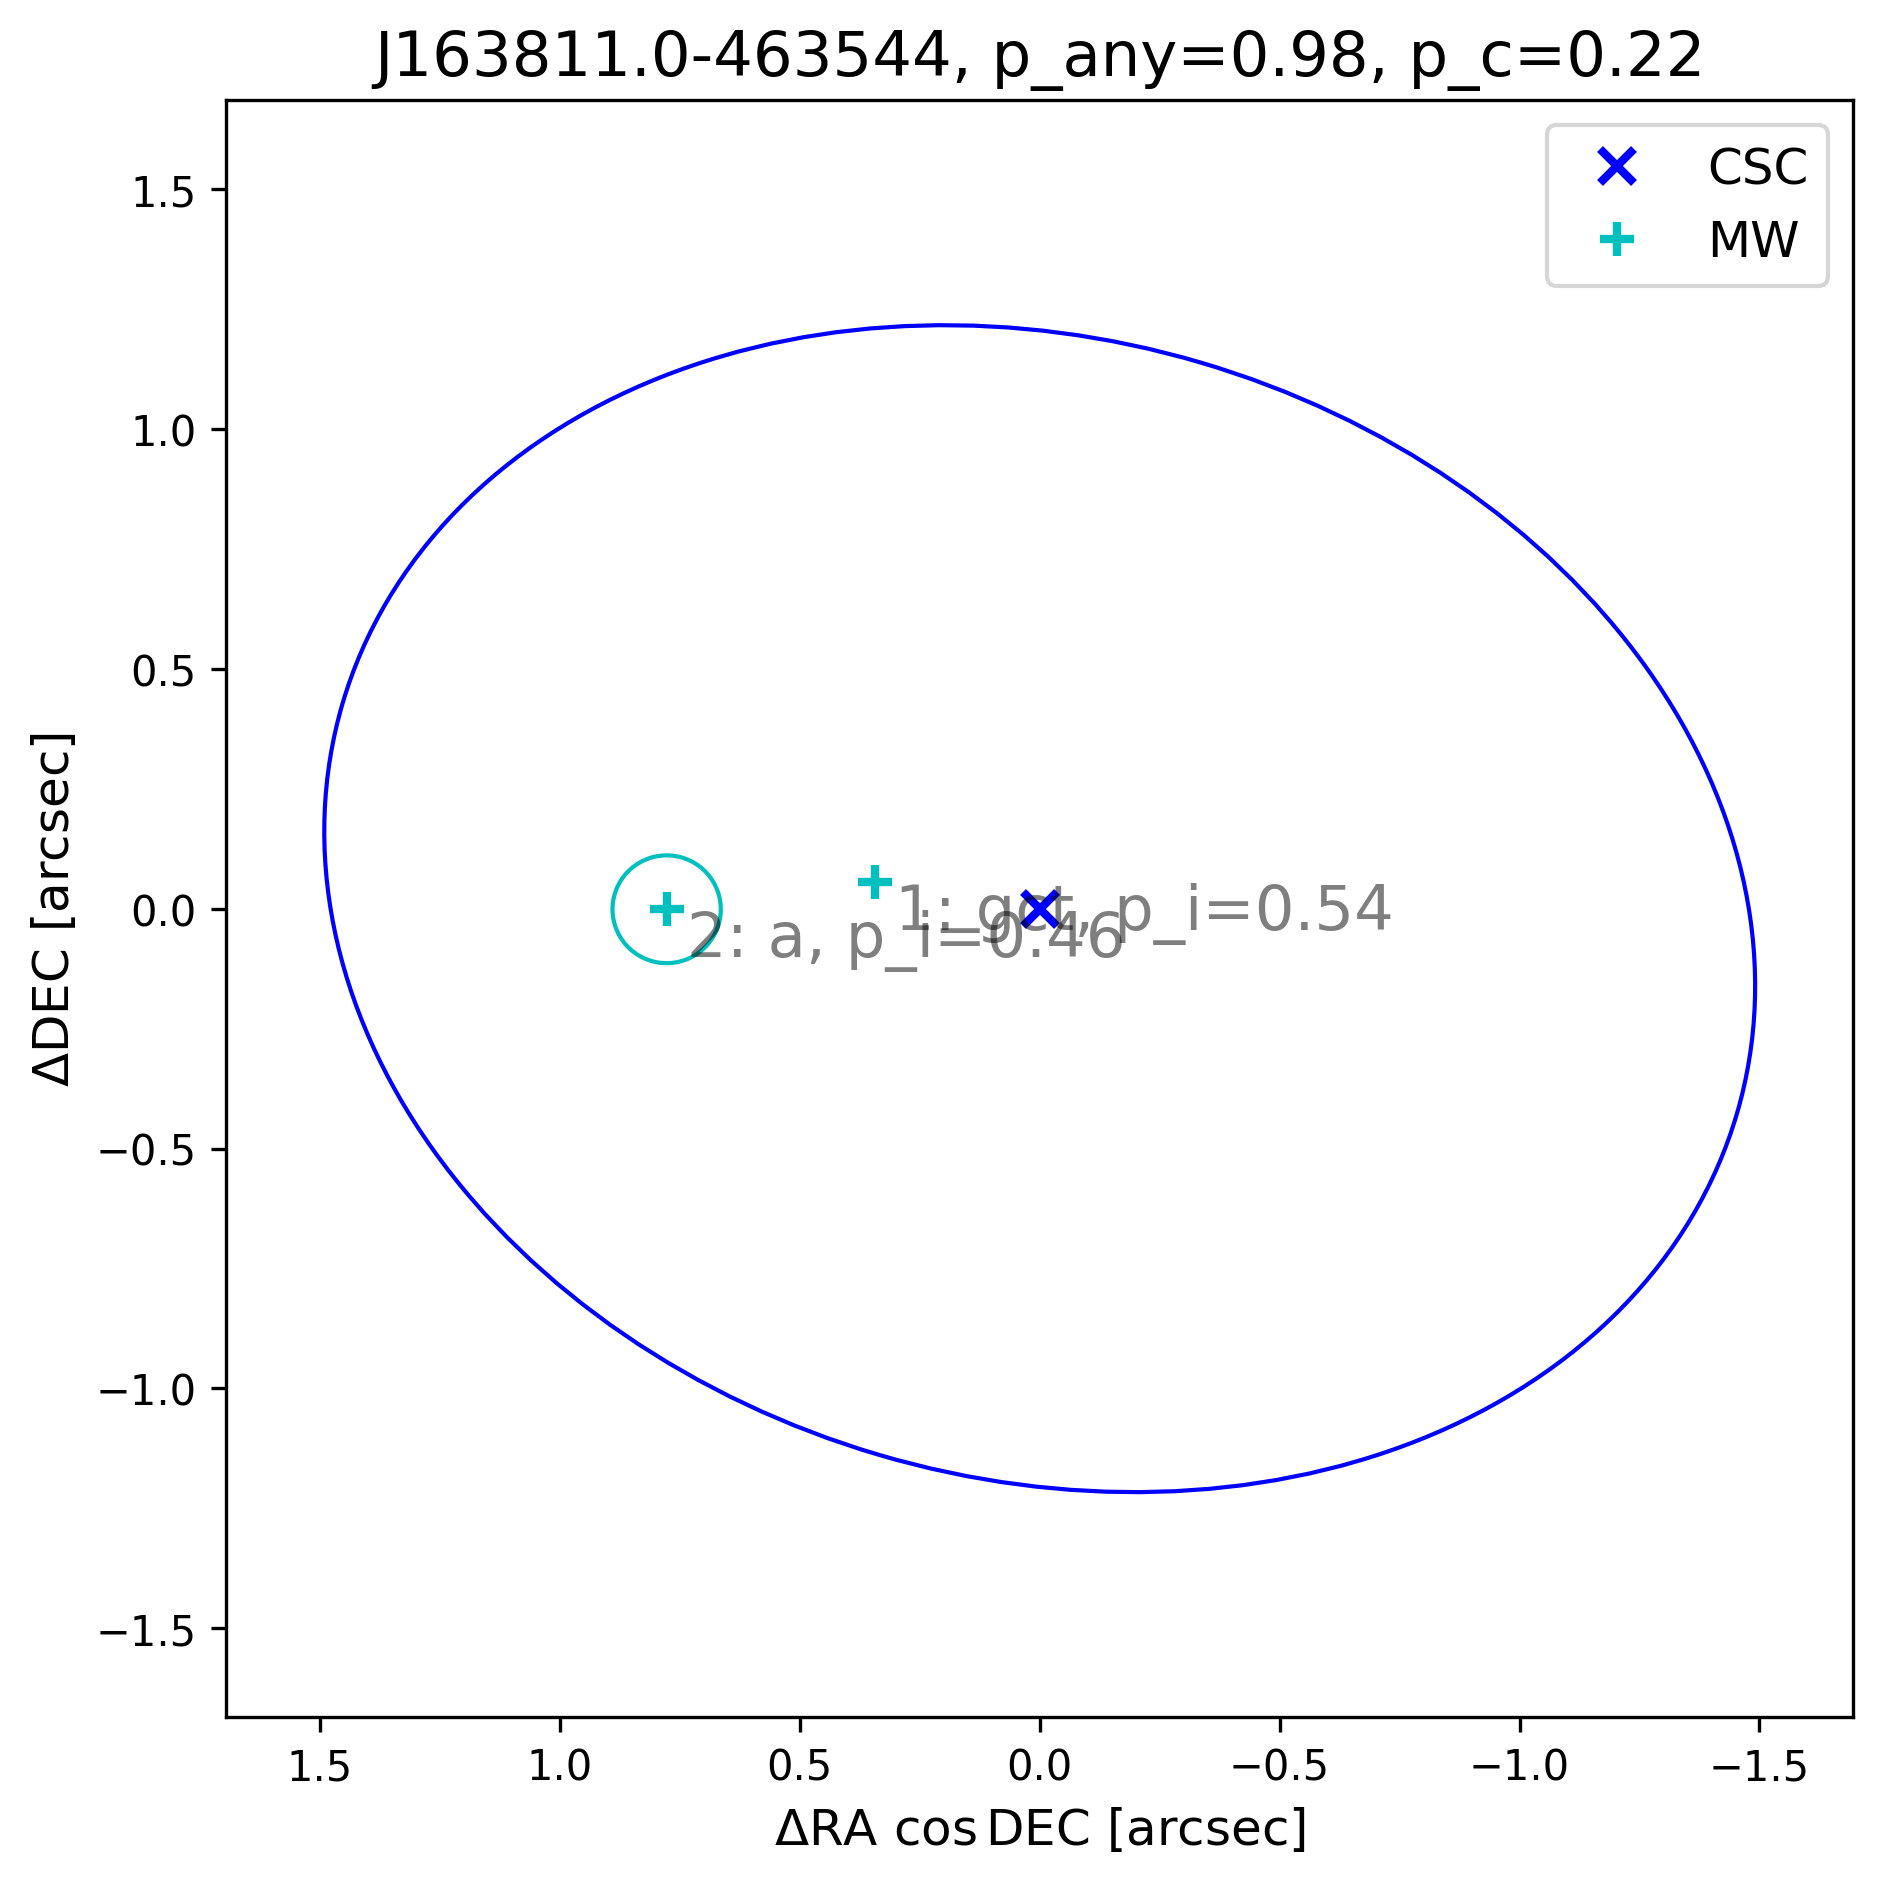 J163811.0-463544, p_any=0.98, p_c=0.22
CSC
MW
1.5
1.0
0.5
0.0
−0.5
−1.0
−1.5
ΔDEC [arcsec]
1: gct, p_i=0.54
2: a, p_i=0.46
1.5 1.0 0.5 0.0 −0.5 −1.0 −1.5
ΔRA cos DEC [arcsec]